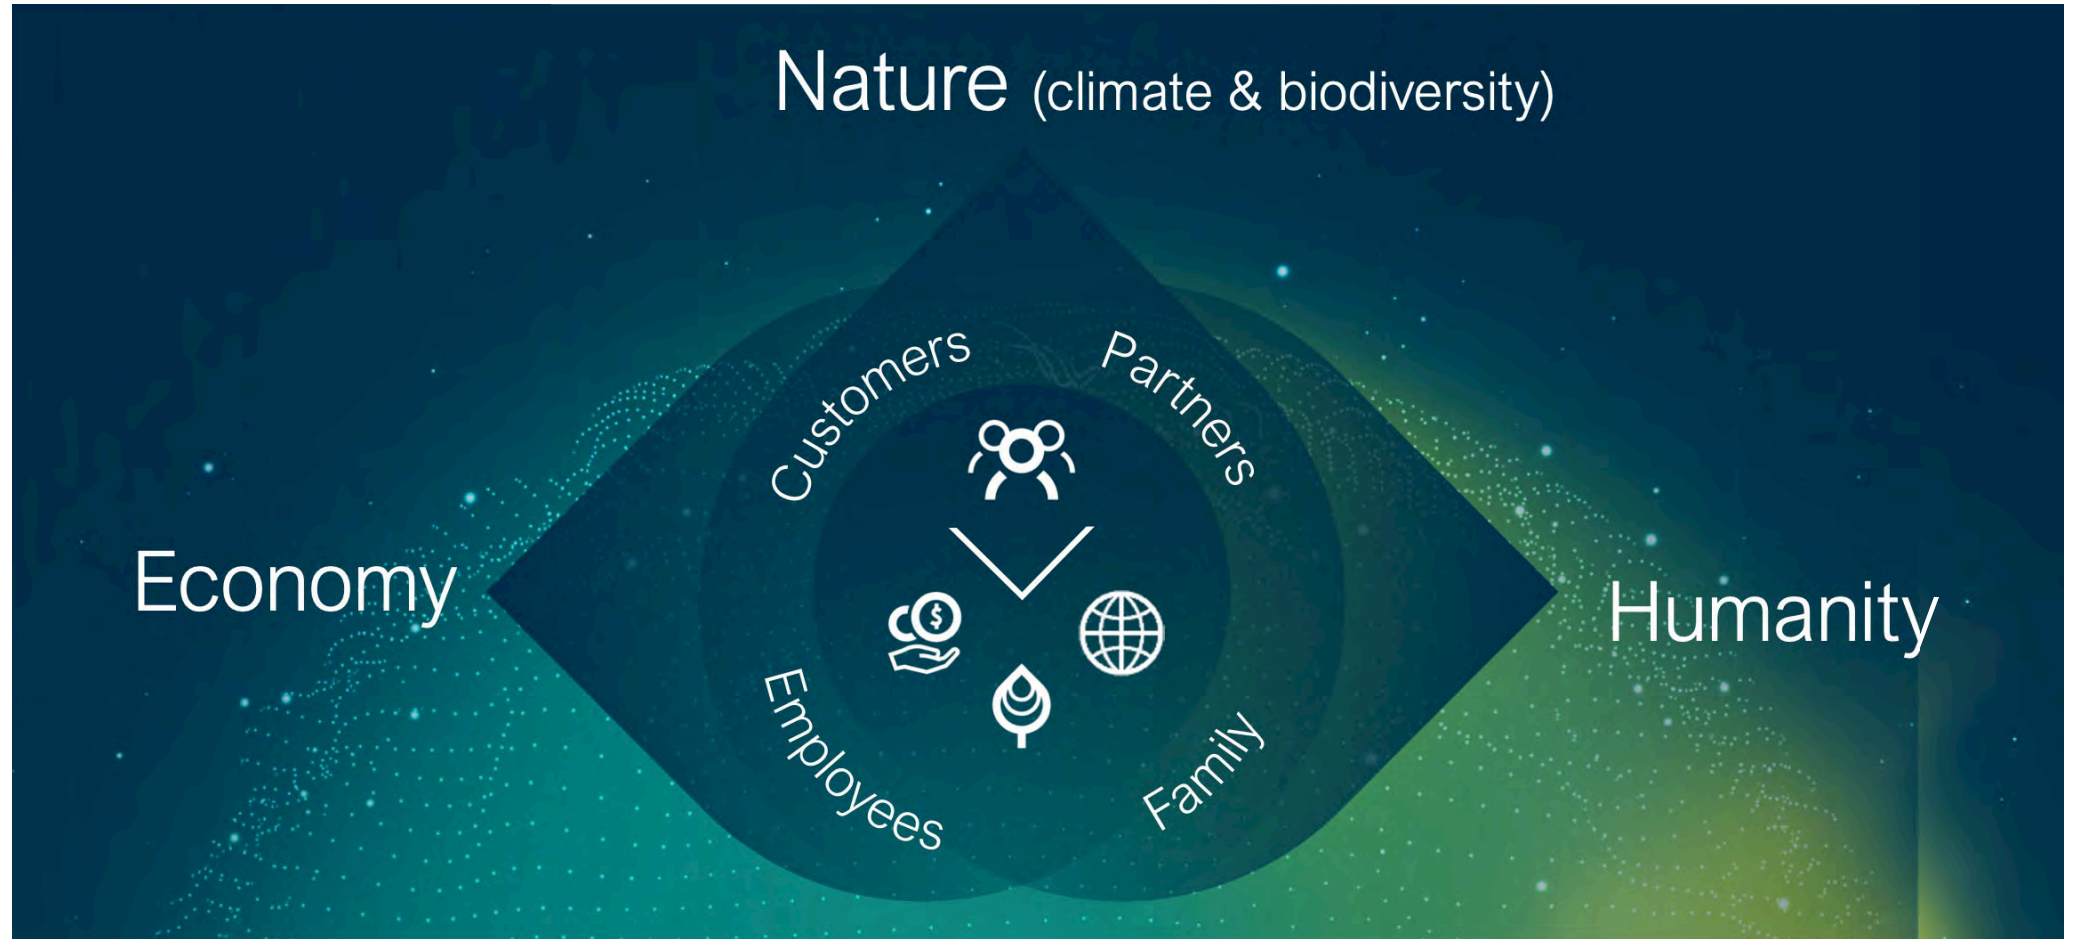 Nature (climate & biodiversity)
Customers
Partners
$
Economy
Humanity
Employees
Family